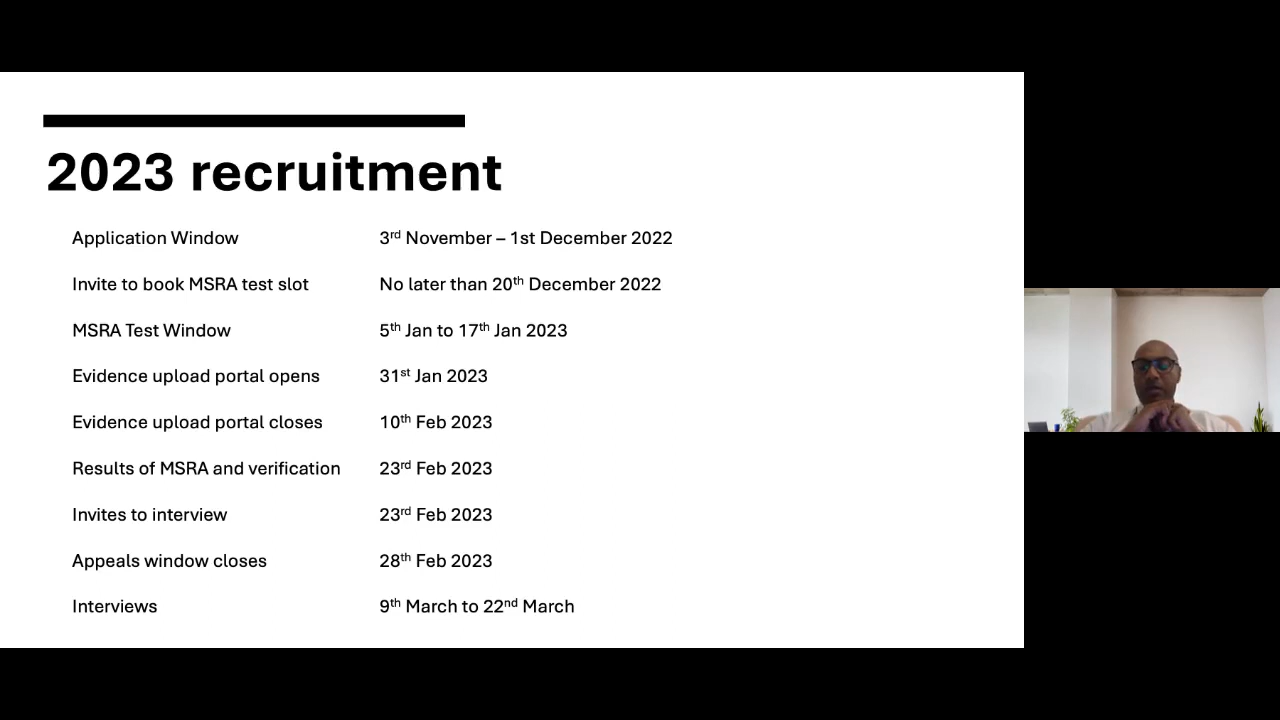 2023 recruitment
Application Window 3rd November – 1st December 2022
Invite to book MSRA test slot No later than 20th December 2022
MSRA Test Window 5th Jan to 17th Jan 2023
Evidence upload portal opens 31st Jan 2023
Evidence upload portal closes 10th Feb 2023
Results of MSRA and verification 23rd Feb 2023
Invites to interview 23rd Feb 2023
Appeals window closes 28th Feb 2023
Interviews 9th March to 22nd March